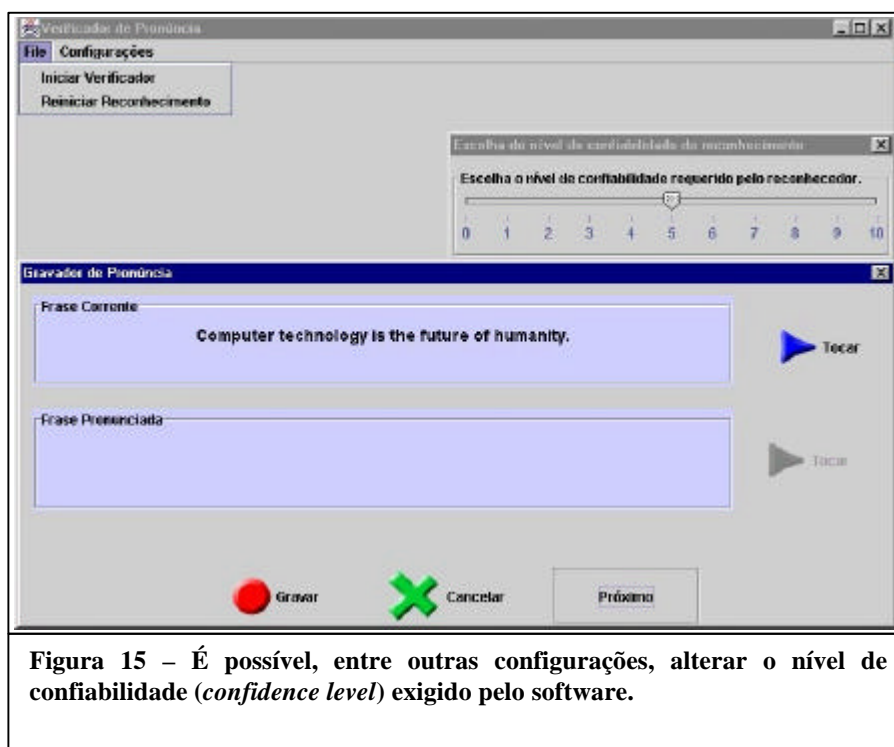 Verificador de Pronúncia
File Configurações
Iniciar Verificador
Reiniciar Reconhecimento
Escolha do nível de confiabilidade do reconhecimento
Escolha o nível de confiabilidade requerido pelo reconhecedor.
0 1 2 3 4 5 6 7 8 9 10
Gravador de Pronúncia
Frase Corrente
Computer technology is the future of humanity.
Tocar
Frase Pronunciada
Tocar
Gravar Cancelar Próximo
Figura 15 – É possível, entre outras configurações, alterar o nível de
confiabilidade (confidence level) exigido pelo software.